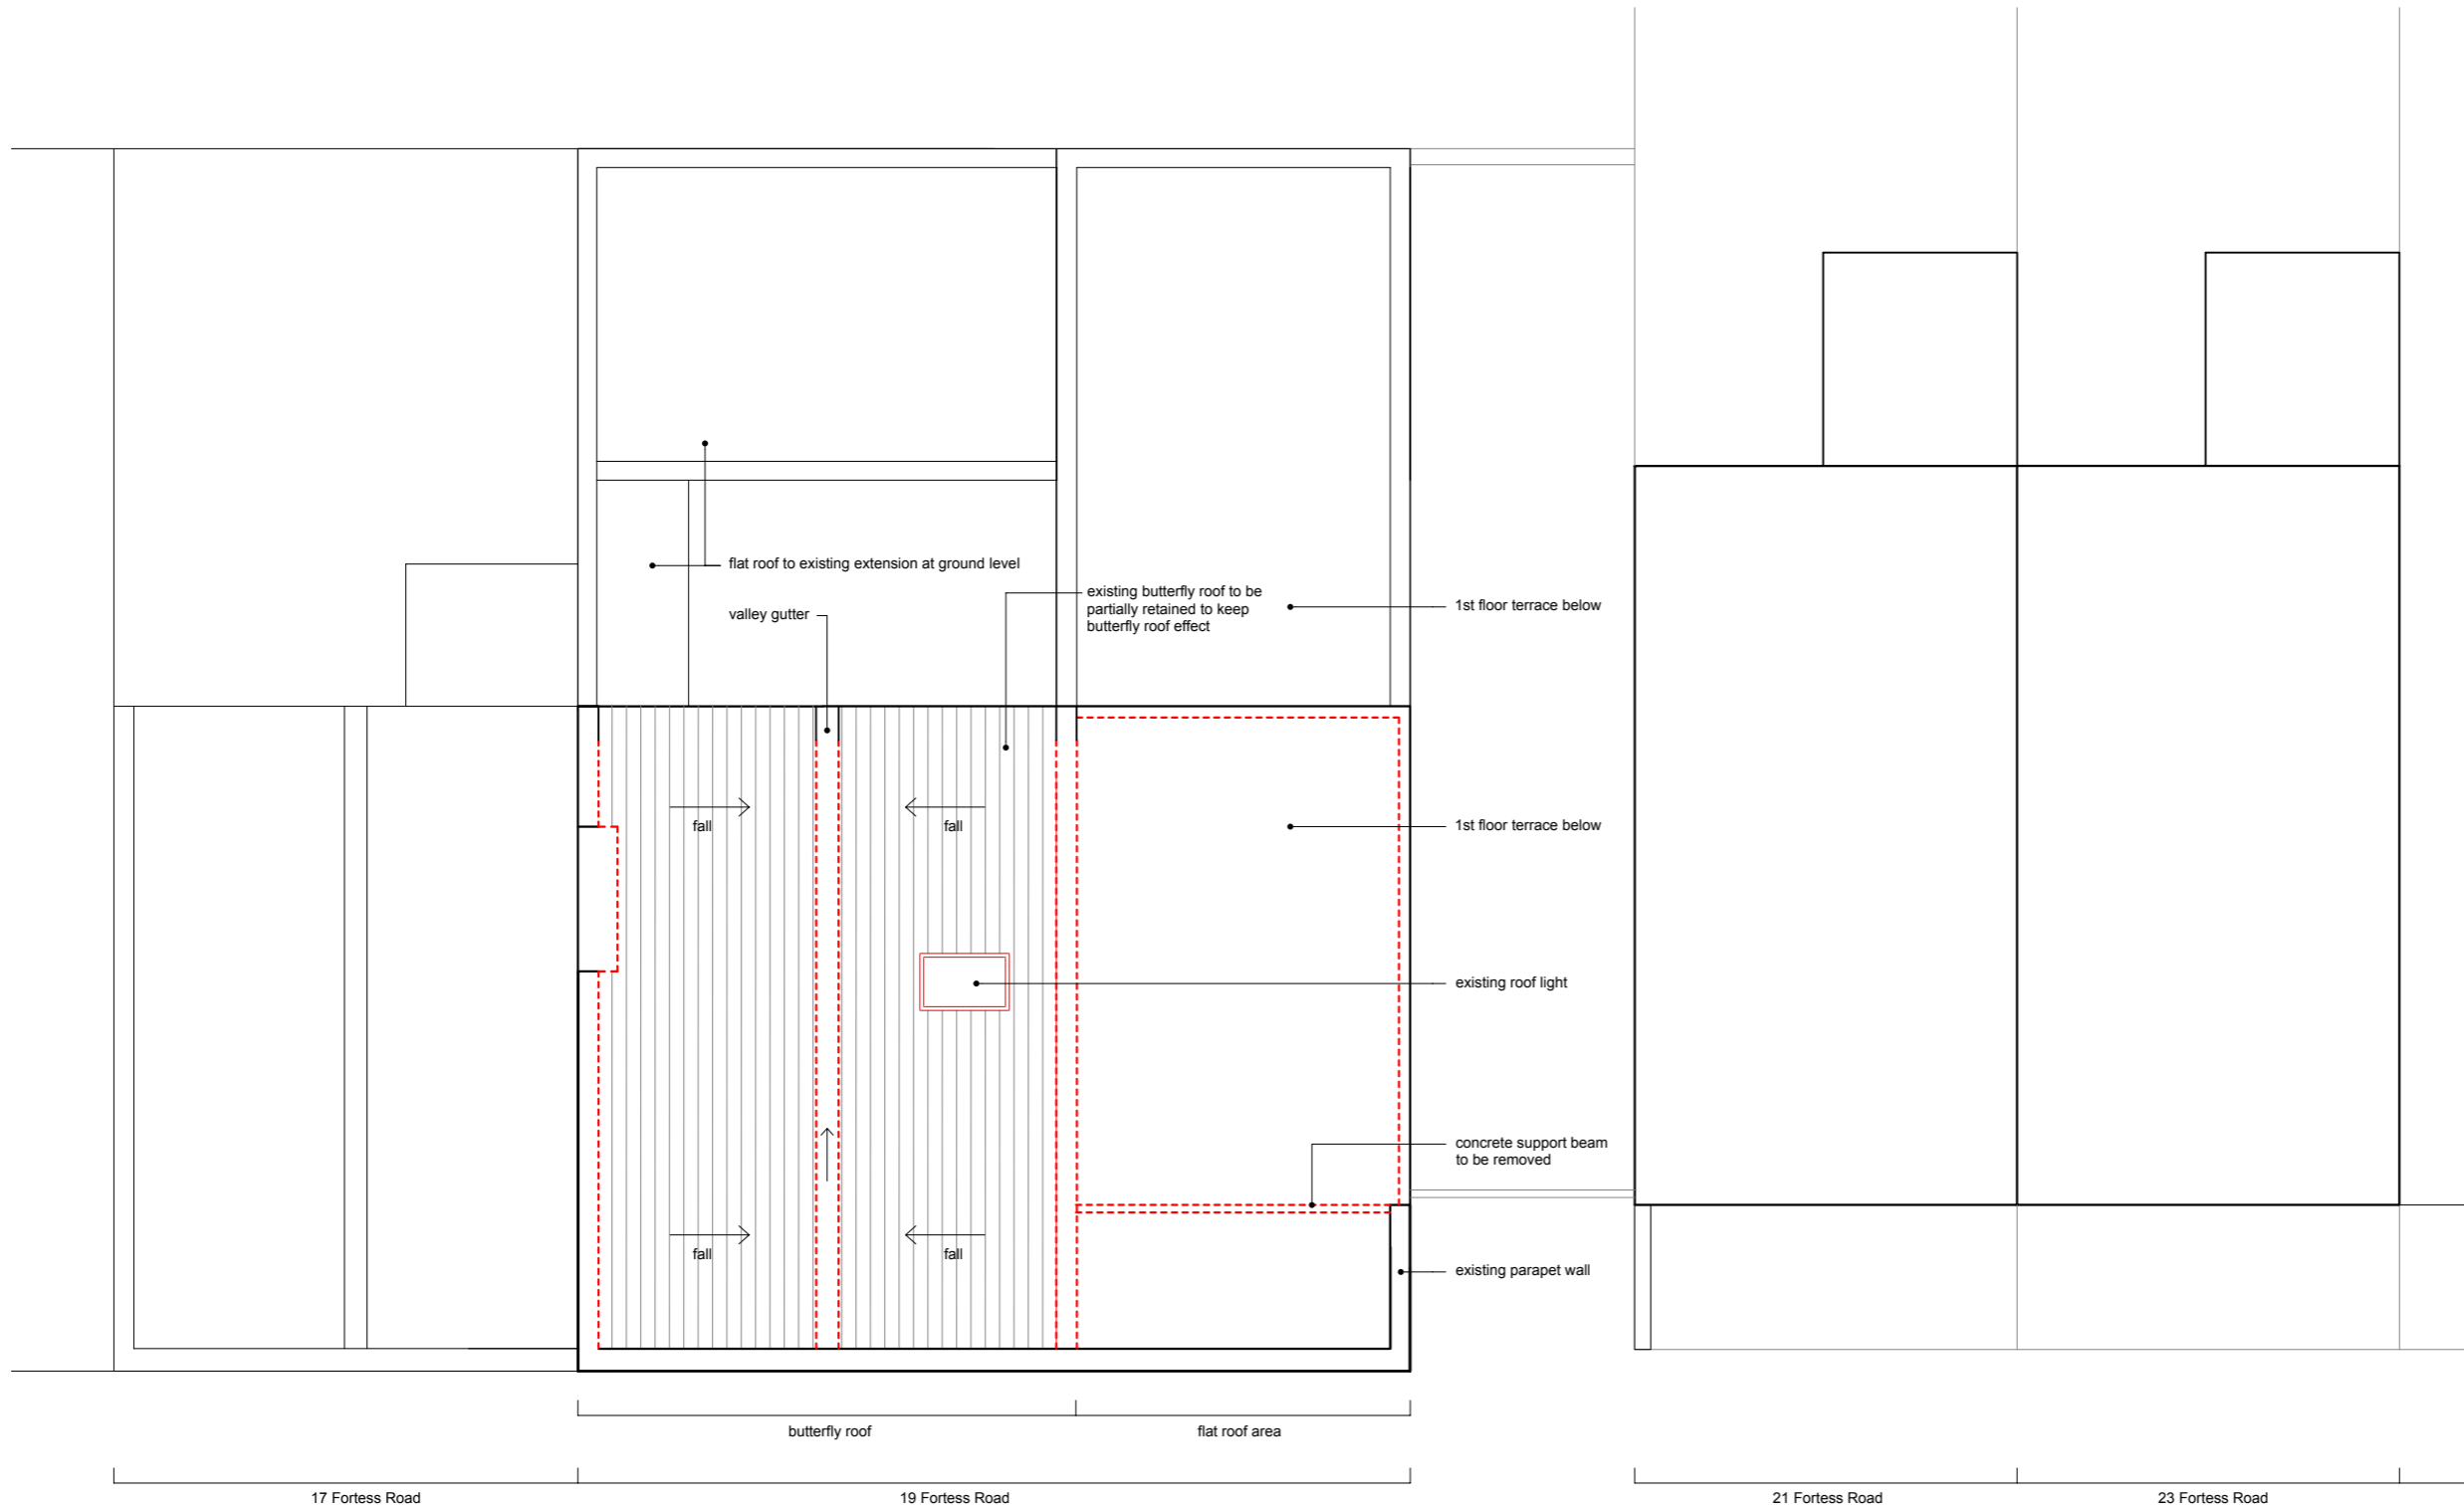 flat roof to existing extension at ground level
valley gutter
existing butterfly roof to be
partially retained to keep
butterfly roof effect
1st floor terrace below
fall
fall
1st floor terrace below
existing roof light
concrete support beam
to be removed
fall
fall
existing parapet wall
butterfly roof
flat roof area
17 Fortess Road
19 Fortess Road
21 Fortess Road
23 Fortess Road